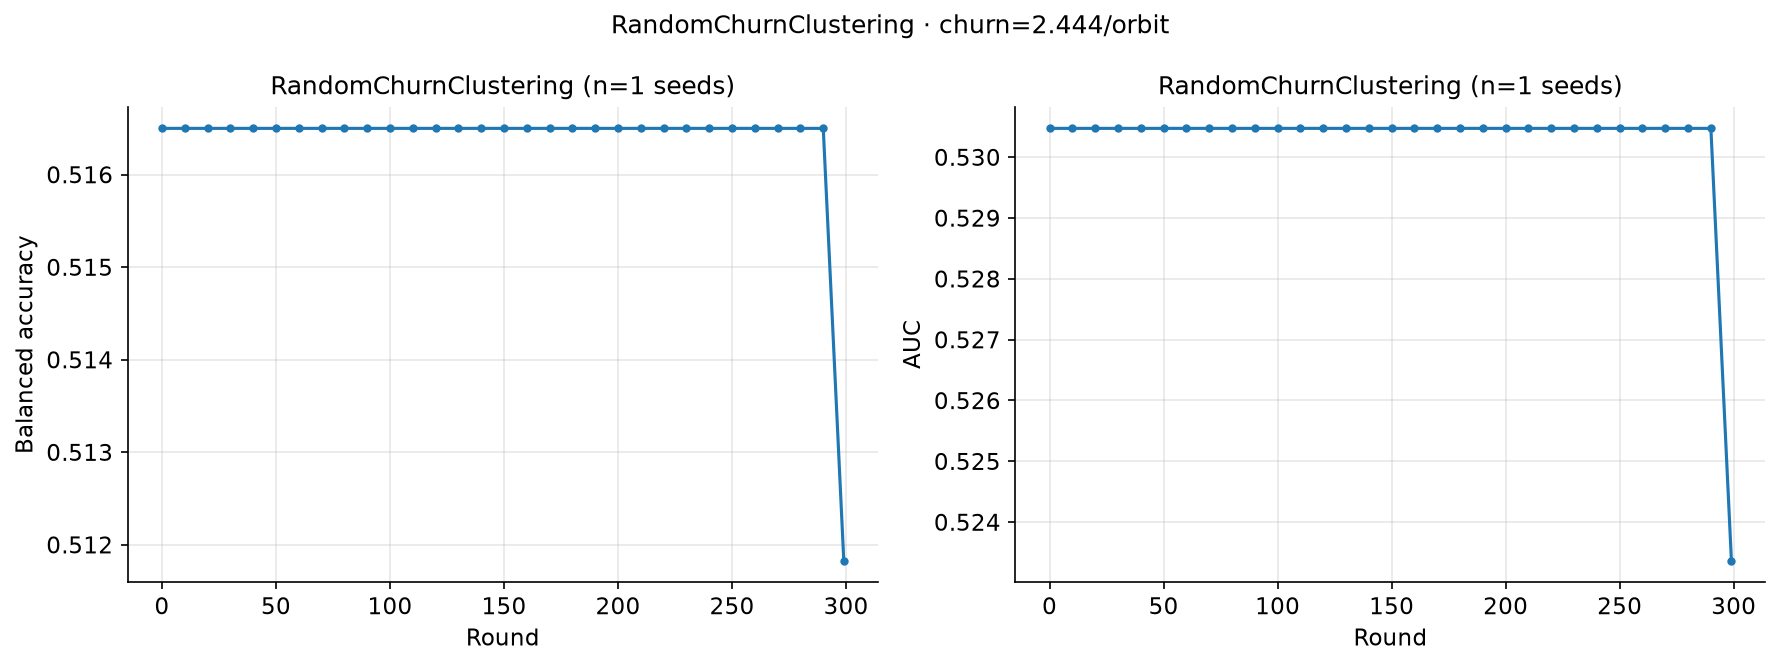 RandomChurnClustering · churn=2.444/orbit
RandomChurnClustering (n=1 seeds)
Balanced accuracy
0.516
0.515
0.514
0.513
0.512
0 50 100 150 200 250 300
Round
RandomChurnClustering (n=1 seeds)
AUC
0.530
0.529
0.528
0.527
0.526
0.525
0.524
0 50 100 150 200 250 300
Round